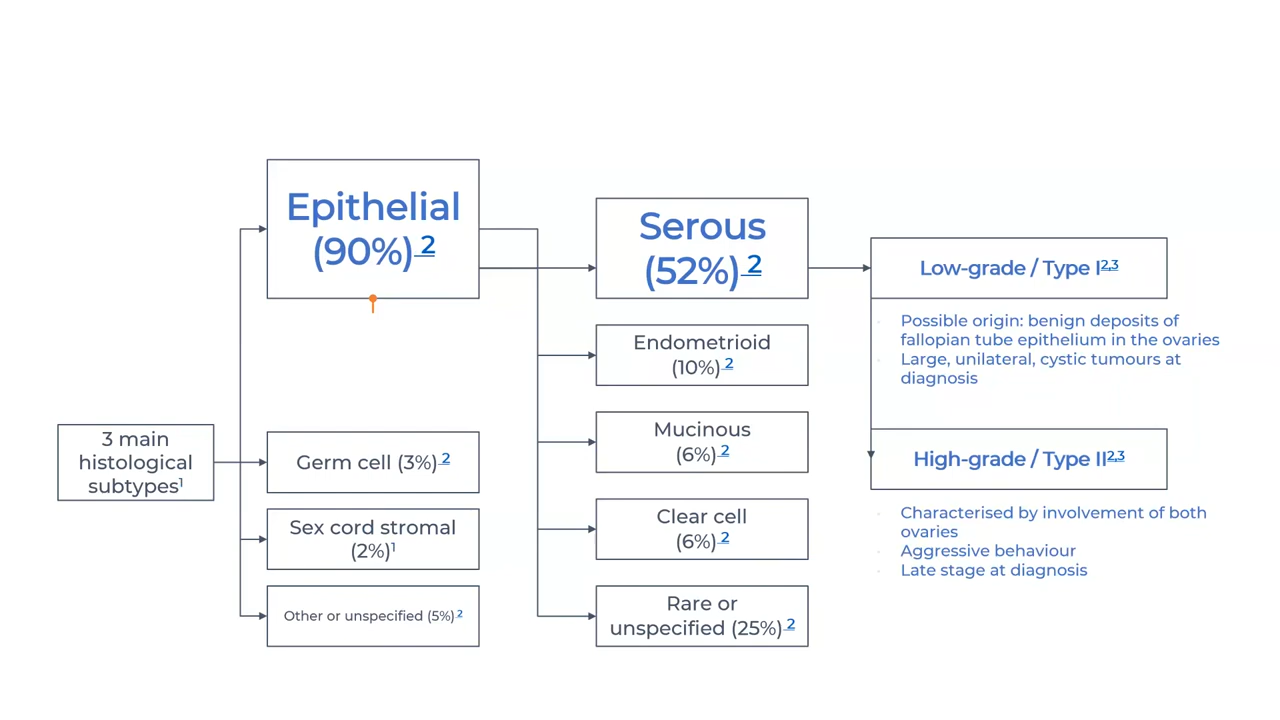 Epithelial
(90%) 2
Serous
(52%) 2
Low-grade / Type I2,3
Possible origin: benign deposits of
fallopian tube epithelium in the ovaries
Large, unilateral, cystic tumours at
diagnosis
Endometrioid
(10%) 2
Mucinous
(6%) 2
3 main
histological
subtypes1
Germ cell (3%) 2
High-grade / Type II2,3
Characterised by involvement of both
ovaries
Aggressive behaviour
Late stage at diagnosis
Sex cord stromal
(2%)1
Clear cell
(6%) 2
Other or unspecified (5%) 2
Rare or
unspecified (25%) 2